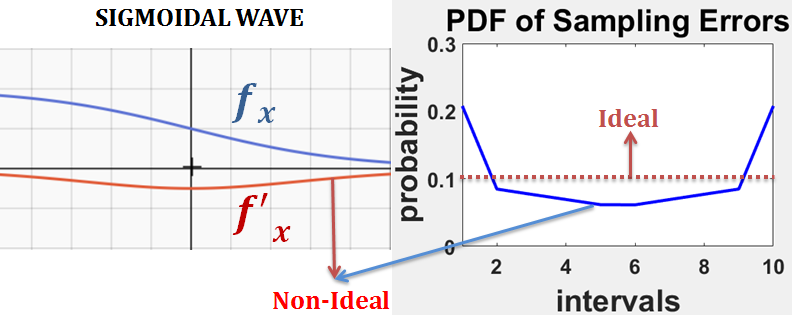 SIGMOIDAL WAVE
f x
f' x
Non-Ideal
PDF of Sampling Errors
probability
0.3
0.2
0.1
0
Ideal
2 4 6 8 10
intervals